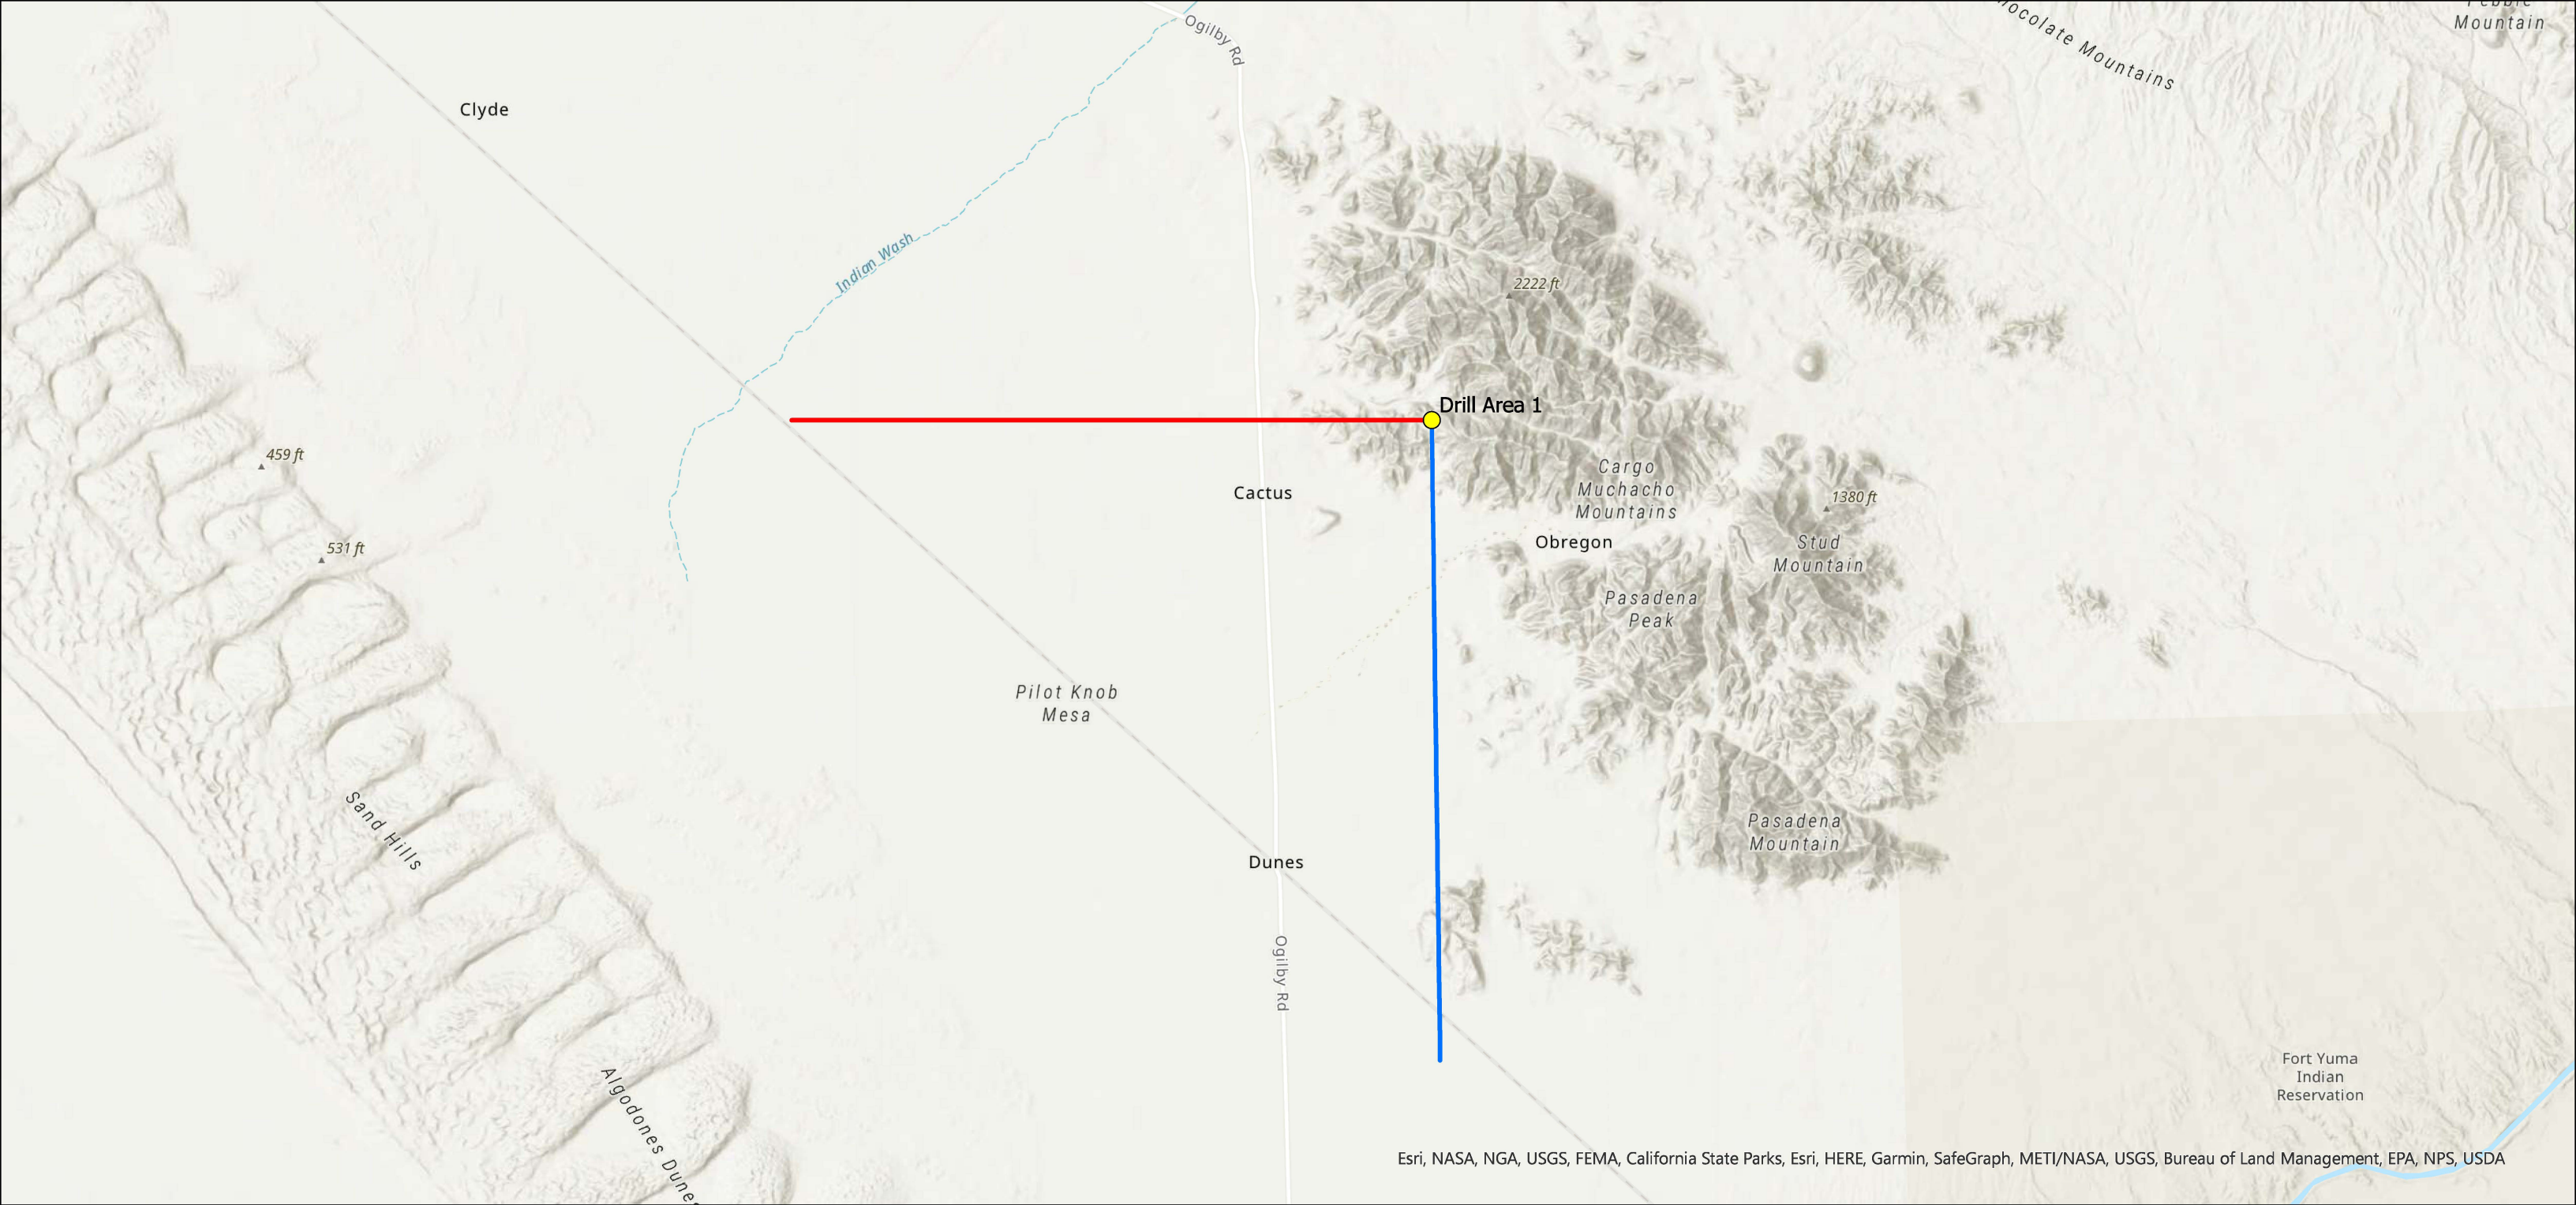 Pebble
Mountain
Chocolate Mountains
Ogilby Rd
Clyde
Indian Wash
2222 ft
Drill Area 1
459 ft
Cargo
Muchacho
Mountains
Cactus
1380 ft
531 ft
Obregon
Stud
Mountain
Pasadena
Peak
Pilot Knob
Mesa
Sand Hills
Pasadena
Mountain
Dunes
Ogilby Rd
Algodones Dunes
Fort Yuma
Indian
Reservation
Esri, NASA, NGA, USGS, FEMA, California State Parks, Esri, HERE, Garmin, SafeGraph, METI/NASA, USGS, Bureau of Land Management, EPA, NPS, USDA